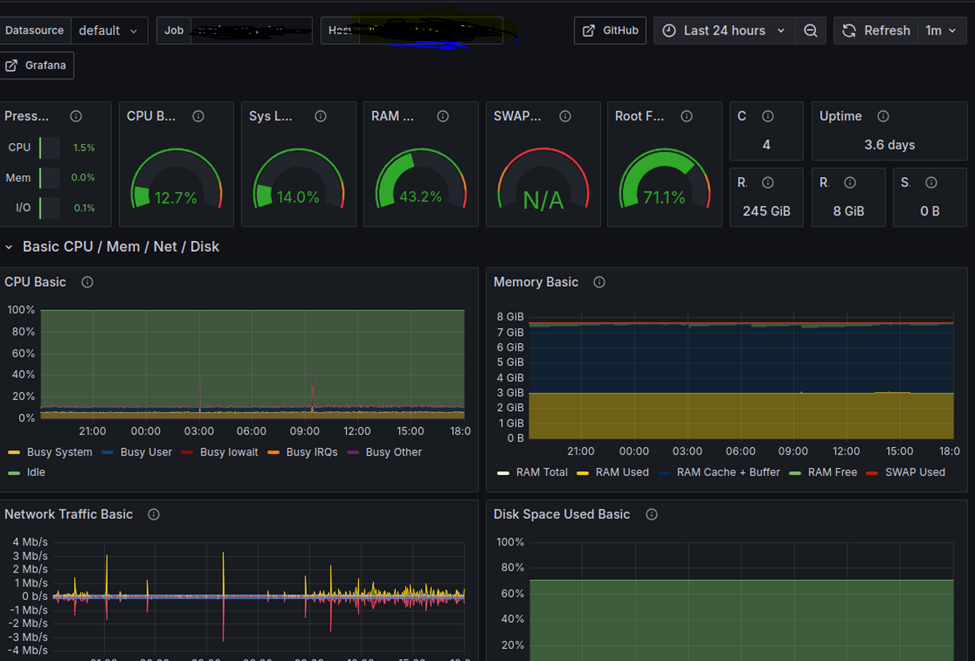 Datasource default Job Host GitHub Last 24 hours Refresh 1m
Grafana
Press... CPU B... Sys L... RAM ... SWAP... Root F... C Uptime
CPU 1.5%
Mem 0.0%
I/O 0.1%
12.7% 14.0% 43.2% N/A 71.1%
4 3.6 days
R. R. S.
245 GiB 8 GiB 0 B
Basic CPU / Mem / Net / Disk
CPU Basic
100%
80%
60%
40%
20%
0%
21:00 00:00 03:00 06:00 09:00 12:00 15:00 18:0
Busy System Busy User Busy Iowait Busy IRQs Busy Other
Idle
Memory Basic
8 GiB
7 GiB
6 GiB
5 GiB
4 GiB
3 GiB
2 GiB
1 GiB
0 B
21:00 00:00 03:00 06:00 09:00 12:00 15:00 18:0
RAM Total RAM Used RAM Cache + Buffer RAM Free SWAP Used
Network Traffic Basic
4 Mb/s
3 Mb/s
2 Mb/s
1 Mb/s
0 b/s
-1 Mb/s
-2 Mb/s
-3 Mb/s
-4 Mb/s
Disk Space Used Basic
100%
80%
60%
40%
20%